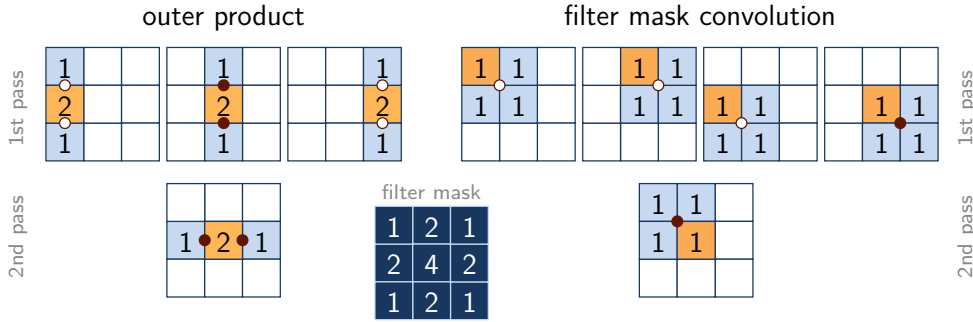 outer product
filter mask convolution
1st pass
1 1 1 1 1 1 1
2 2 2 1 1 1 1 1 1 1 1
1 1 1 1 1 1 1
1st pass
2nd pass
filter mask
1 2 1
1 2 1
2 4 2
1 2 1
1 1
1 1
2nd pass